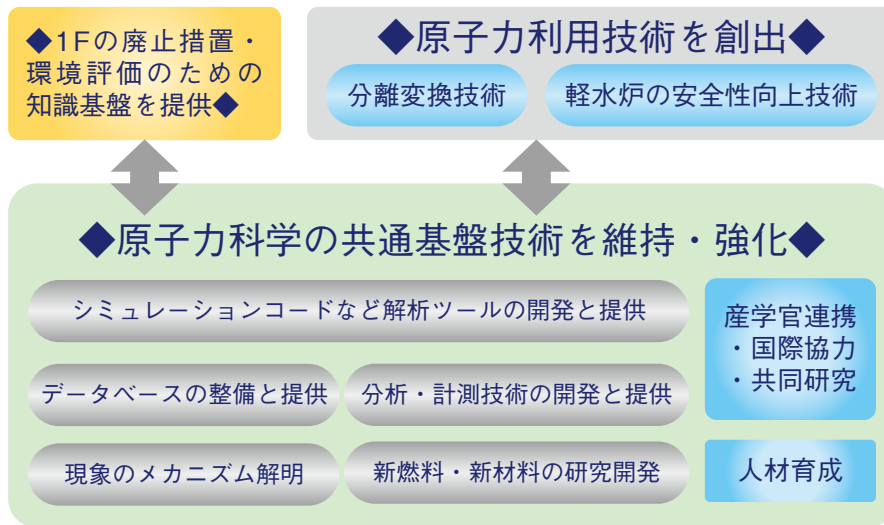 ◆1Fの廃止措置・
環境評価のための
知識基盤を提供◆
◆原子力利用技術を創出◆
分離変換技術
軽水炉の安全性向上技術
◆原子力科学の共通基盤技術を維持・強化◆
シミュレーションコードなど解析ツールの開発と提供
データベースの整備と提供
分析・計測技術の開発と提供
現象のメカニズム解明
新燃料・新材料の研究開発
産学官連携
・国際協力
・共同研究
人材育成